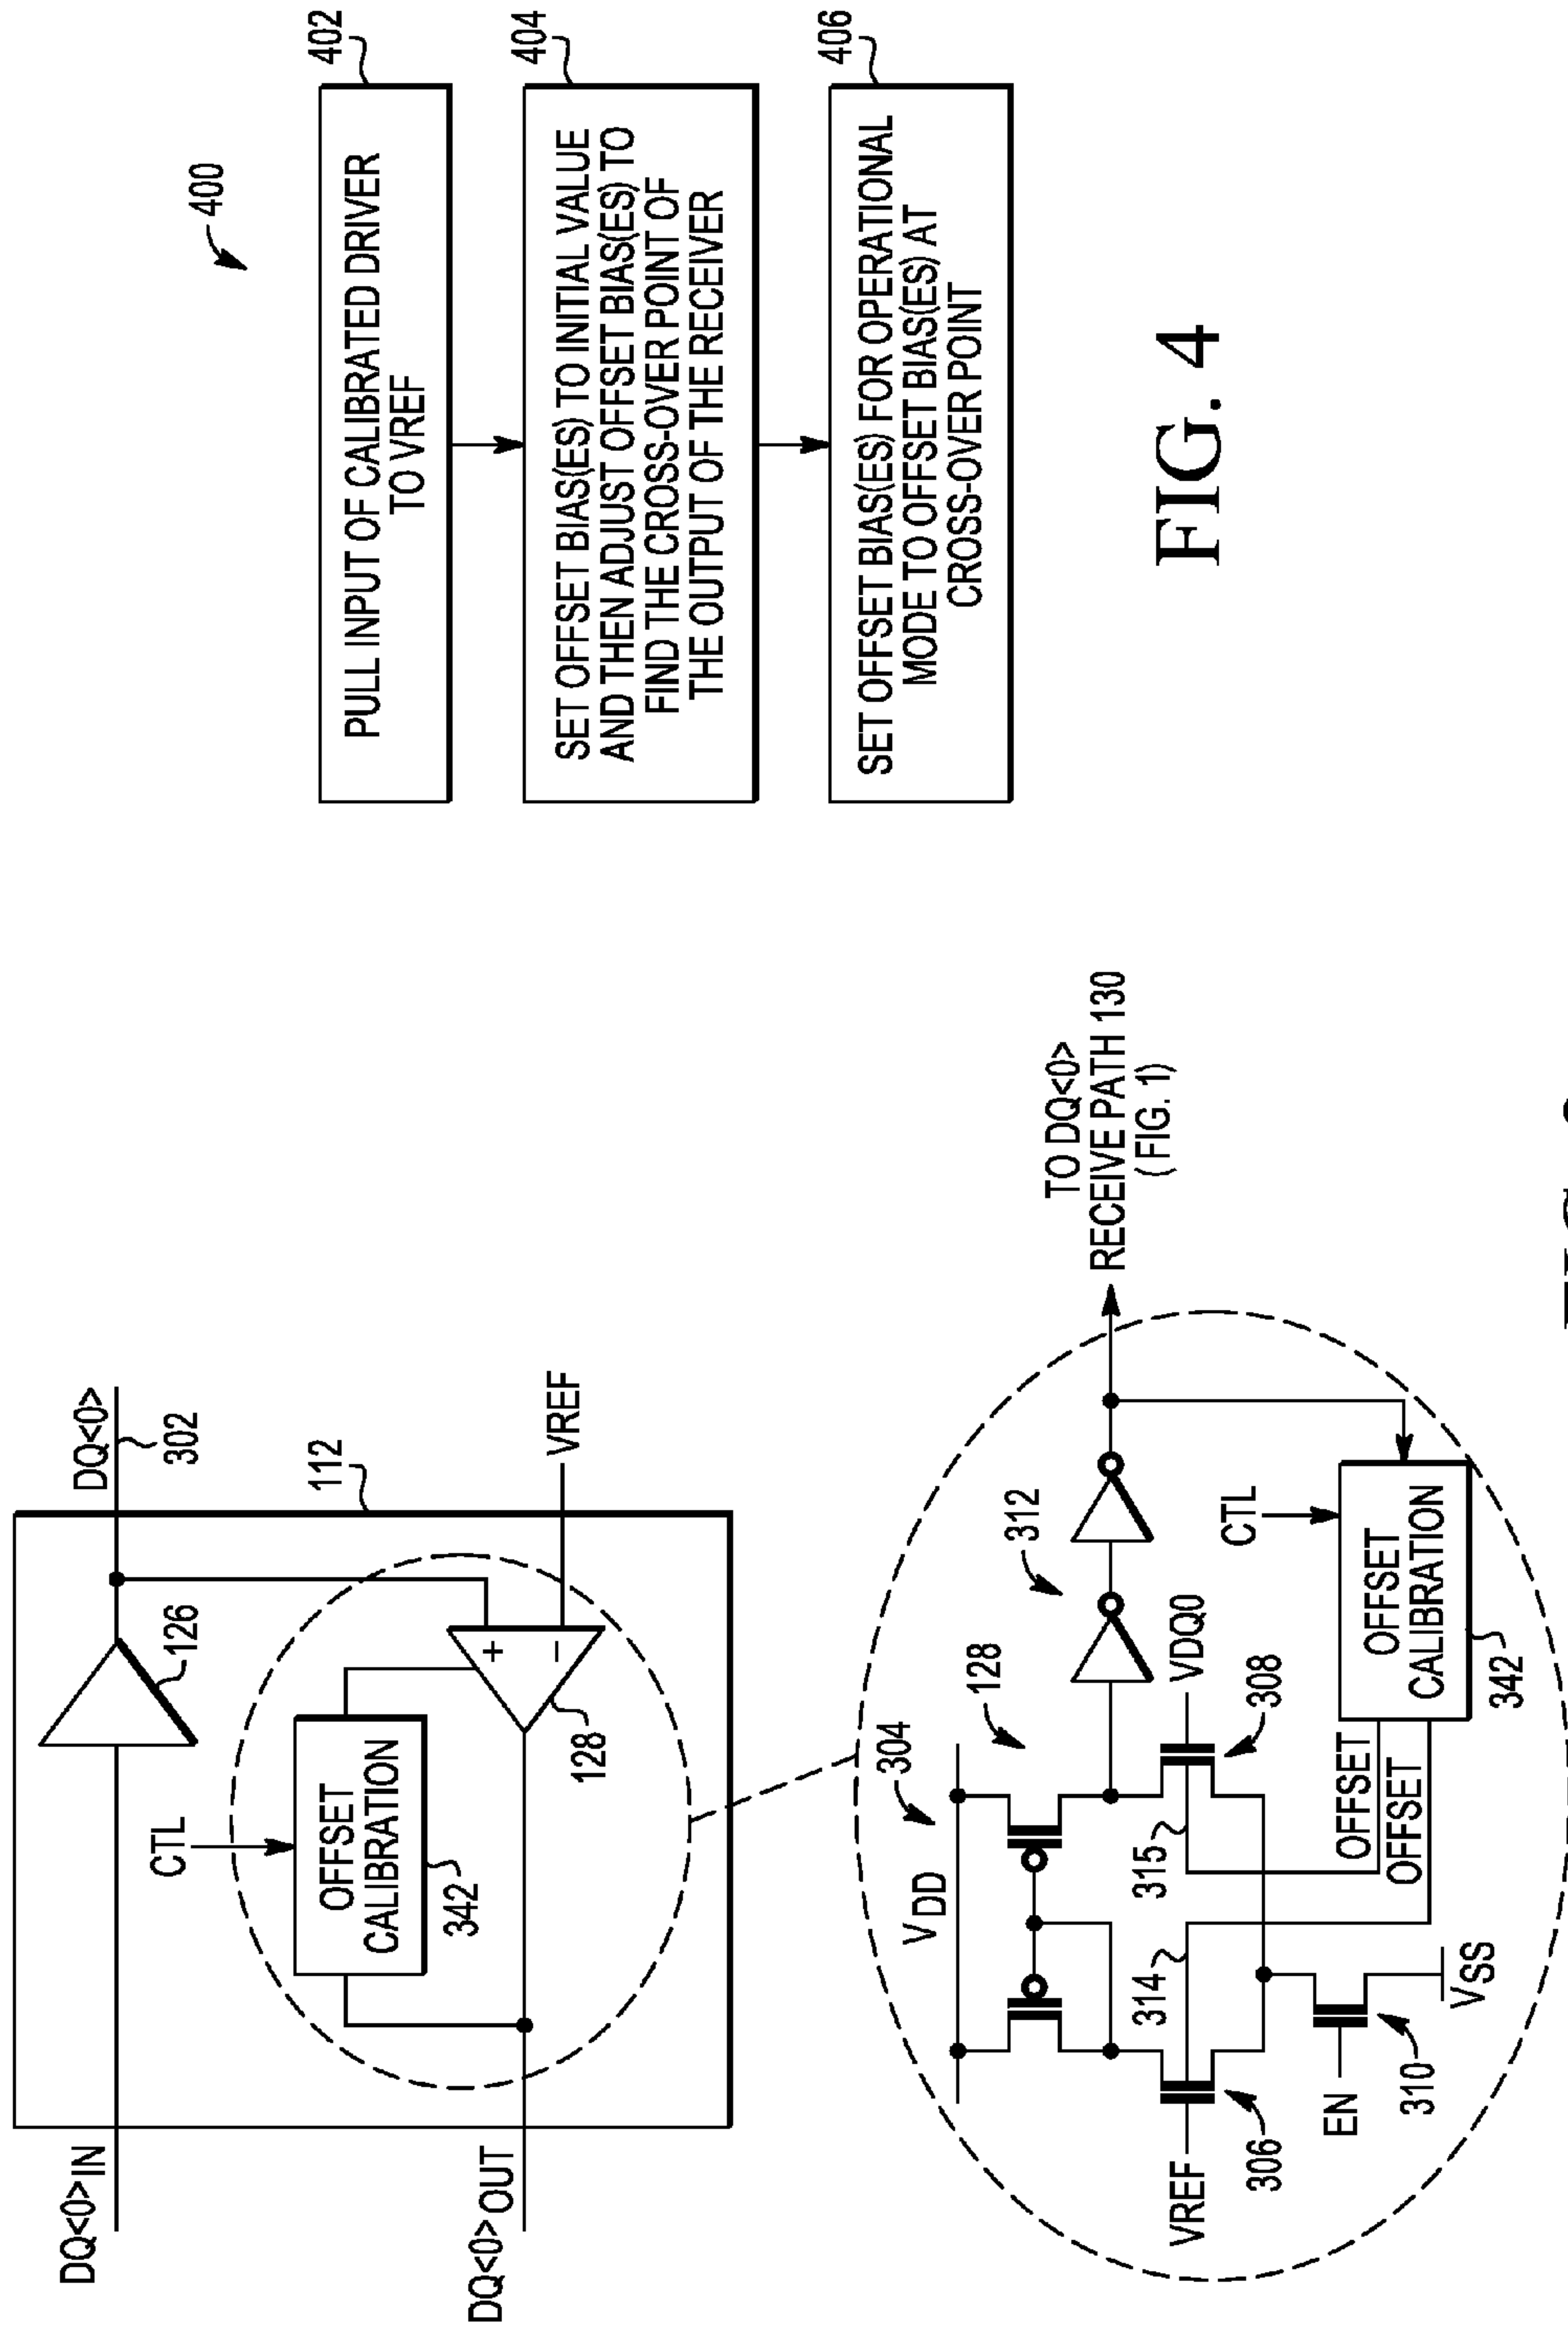 DQ<0>IN
DQ<0>OUT
CTL
OFFSET
CALIBRATION
342
126
128
+
−
DQ<0>
302
112
VREF
VDD
304
128
312
TO DQ<0>
RECEIVE PATH 130
(FIG. 1)
VREF
306
314
315
VDQ0
308
EN
310
VSS
OFFSET
OFFSET
CTL
OFFSET
CALIBRATION
342
400
PULL INPUT OF CALIBRATED DRIVER
TO VREF
402
SET OFFSET BIAS(ES) TO INITIAL VALUE
AND THEN ADJUST OFFSET BIAS(ES) TO
FIND THE CROSS-OVER POINT OF
THE OUTPUT OF THE RECEIVER
404
SET OFFSET BIAS(ES) FOR OPERATIONAL
MODE TO OFFSET BIAS(ES) AT
CROSS-OVER POINT
406
FIG. 4